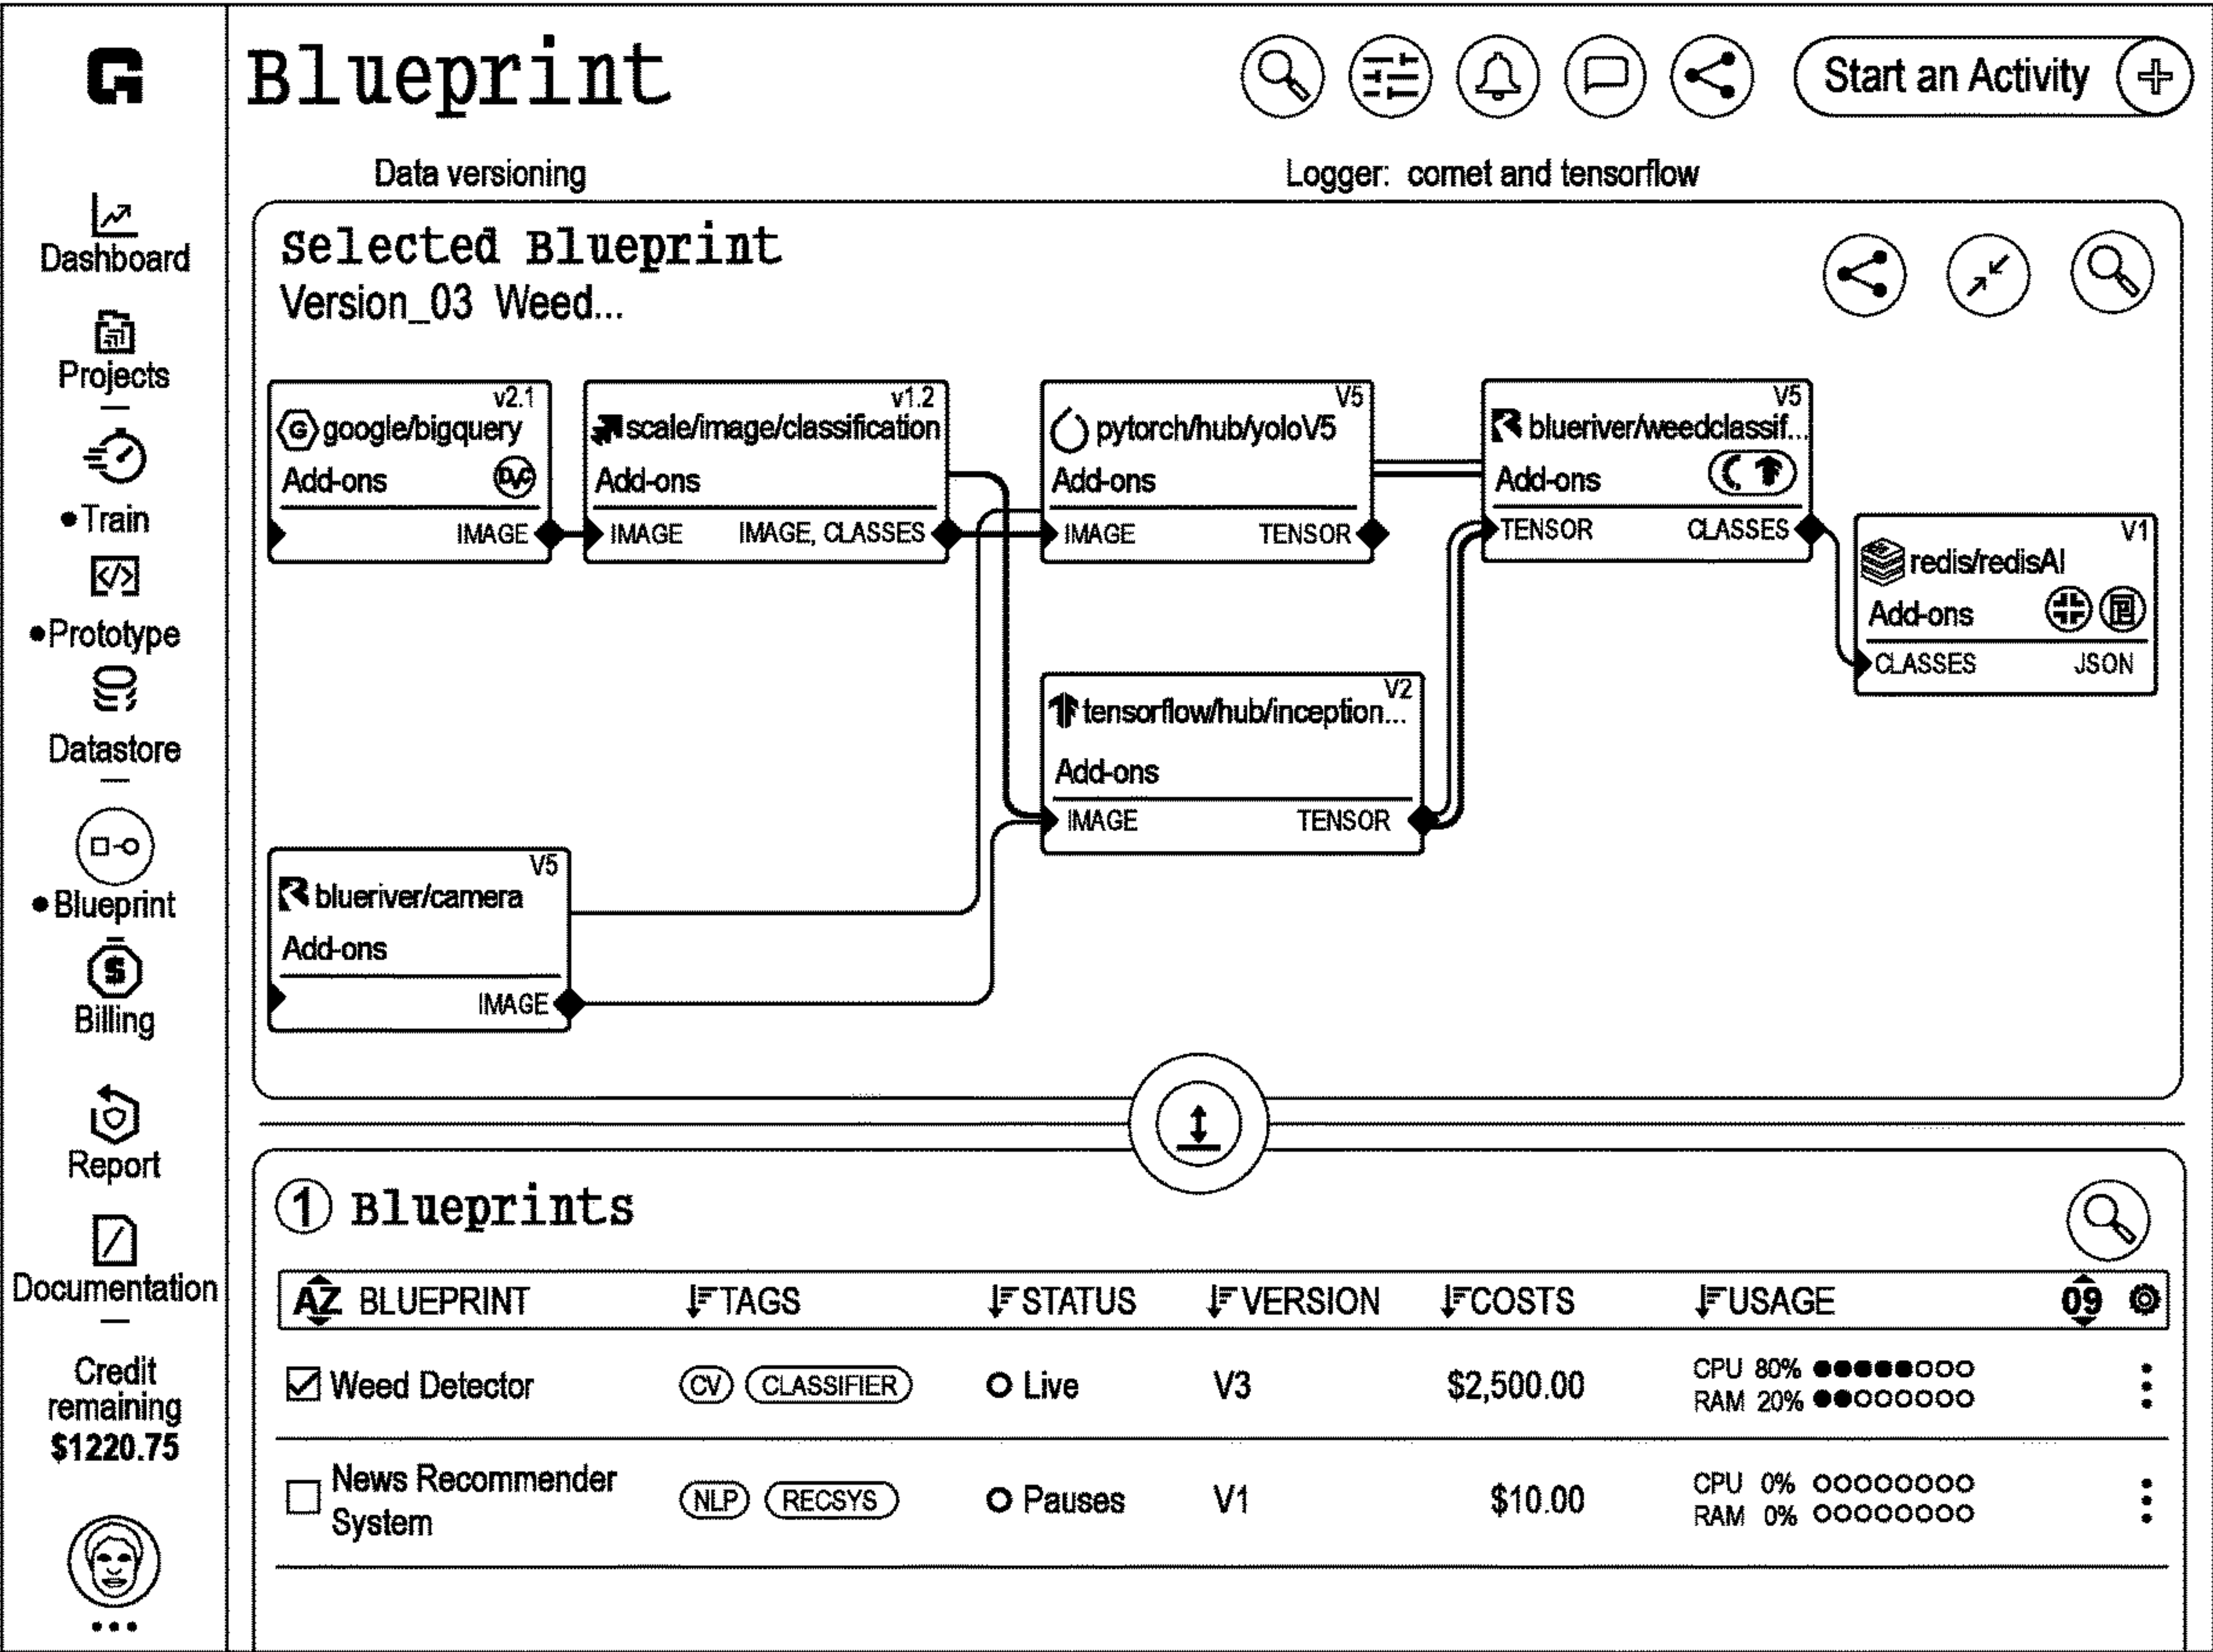 Blueprint
Start an Activity
Data versioning
Logger: comet and tensorflow
Dashboard
Projects
Train
Prototype
Datastore
Blueprint
Billing
Report
Documentation
Credit
remaining
$1220.75
Selected Blueprint
Version_03 Weed...
v2.1
G google/bigquery
Add-ons
DVC
IMAGE
v1.2
scale/image/classification
Add-ons
IMAGE IMAGE, CLASSES
V5
pytorch/hub/yoloV5
Add-ons
IMAGE TENSOR
V5
blueriver/weedclassif...
Add-ons
TENSOR CLASSES
V1
redis/redisAI
Add-ons
CLASSES JSON
V2
tensorflow/hub/inception...
Add-ons
IMAGE TENSOR
V5
blueriver/camera
Add-ons
IMAGE
1 Blueprints
AZ BLUEPRINT TAGS STATUS VERSION COSTS USAGE 09
Weed Detector CV CLASSIFIER Live V3 $2,500.00 CPU 80%
RAM 20%
News Recommender
System NLP RECSYS Pauses V1 $10.00 CPU 0%
RAM 0%